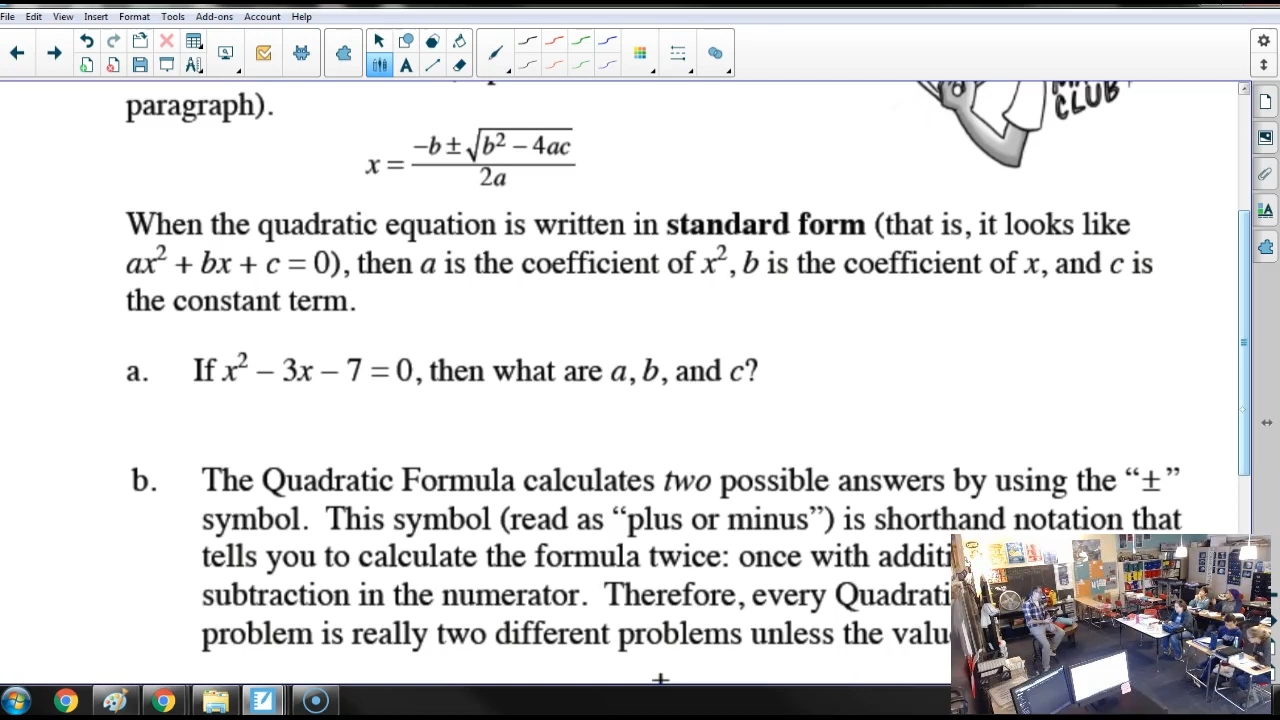 File Edit View Insert Format Tools Add-ons Account Help
CLUB
paragraph).
x = −b ± √b² − 4ac / 2a
When the quadratic equation is written in standard form (that is, it looks like
ax² + bx + c = 0), then a is the coefficient of x², b is the coefficient of x, and c is
the constant term.
a. If x² − 3x − 7 = 0, then what are a, b, and c?
b. The Quadratic Formula calculates two possible answers by using the “±”
symbol. This symbol (read as “plus or minus”) is shorthand notation that
tells you to calculate the formula twice: once with additi
subtraction in the numerator. Therefore, every Quadrati
problem is really two different problems unless the valu